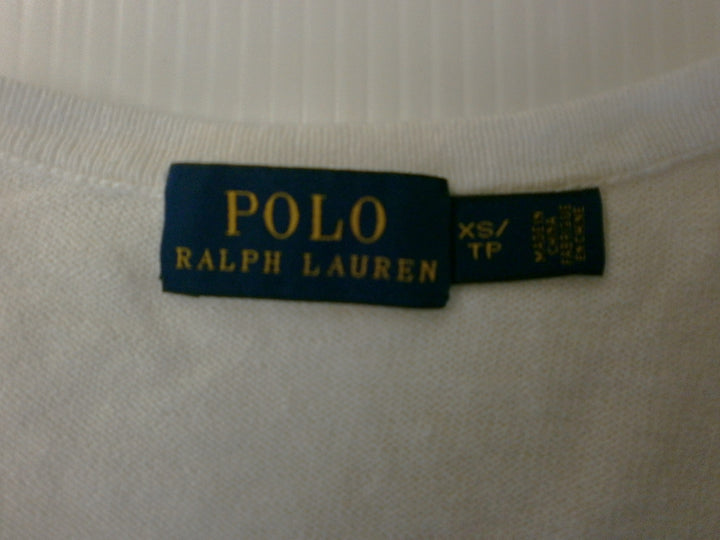 POLO
RALPH LAUREN
XS/
TP
MADE IN
CHINA
FABRIQUÉ
EN CHINE